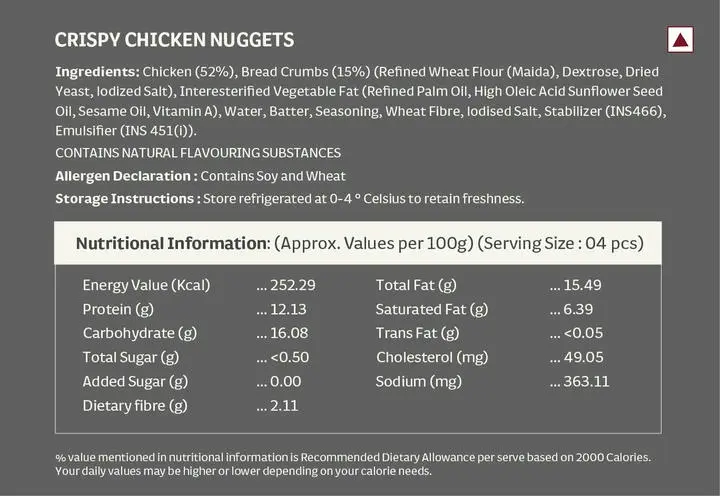 CRISPY CHICKEN NUGGETS
Ingredients: Chicken (52%), Bread Crumbs (15%) (Refined Wheat Flour (Maida), Dextrose, Dried
Yeast, Iodized Salt), Interesterified Vegetable Fat (Refined Palm Oil, High Oleic Acid Sunflower Seed
Oil, Sesame Oil, Vitamin A), Water, Batter, Seasoning, Wheat Fibre, Iodised Salt, Stabilizer (INS466),
Emulsifier (INS 451(i)).
CONTAINS NATURAL FLAVOURING SUBSTANCES
Allergen Declaration : Contains Soy and Wheat
Storage Instructions : Store refrigerated at 0-4 ° Celsius to retain freshness.
Nutritional Information: (Approx. Values per 100g) (Serving Size : 04 pcs)
Energy Value (Kcal) ... 252.29 Total Fat (g) ... 15.49
Protein (g) ... 12.13 Saturated Fat (g) ... 6.39
Carbohydrate (g) ... 16.08 Trans Fat (g) ... <0.05
Total Sugar (g) ... <0.50 Cholesterol (mg) ... 49.05
Added Sugar (g) ... 0.00 Sodium (mg) ... 363.11
Dietary fibre (g) ... 2.11
% value mentioned in nutritional information is Recommended Dietary Allowance per serve based on 2000 Calories.
Your daily values may be higher or lower depending on your calorie needs.